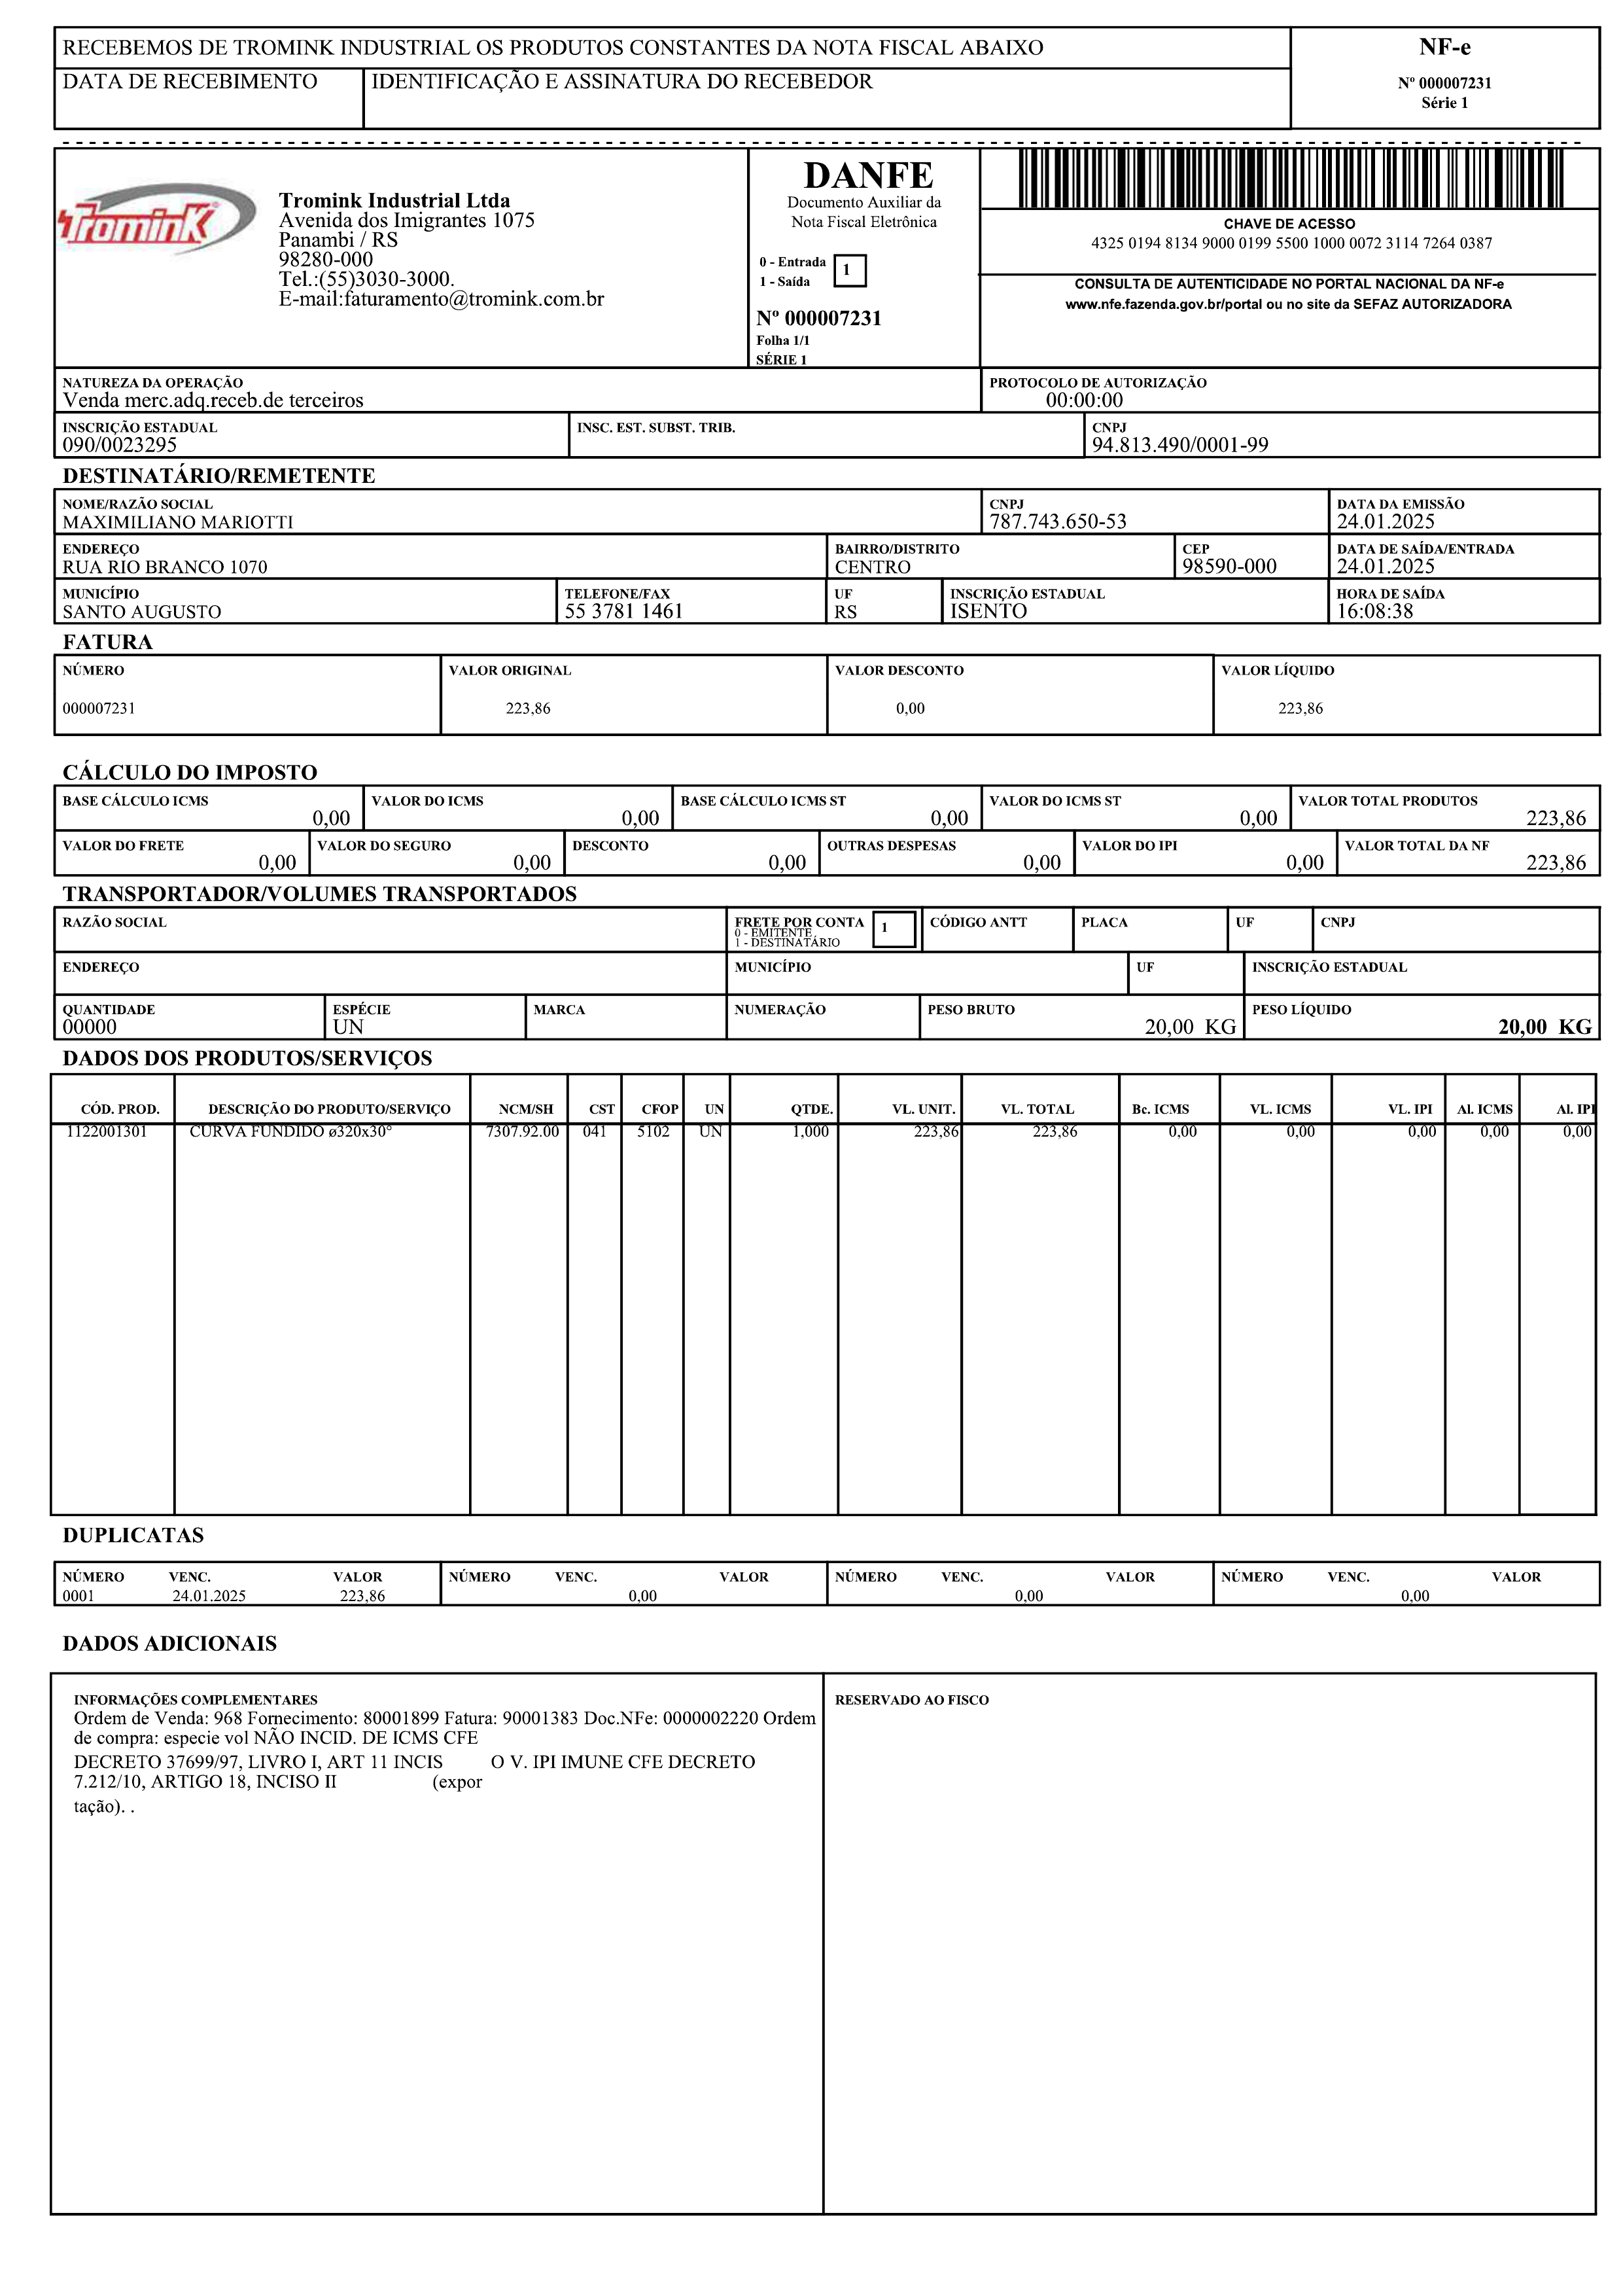 RECEBEMOS DE TROMINK INDUSTRIAL OS PRODUTOS CONSTANTES DA NOTA FISCAL ABAIXO
DATA DE RECEBIMENTO IDENTIFICAÇÃO E ASSINATURA DO RECEBEDOR
NF-e
Nº 000007231
Série 1
TrominK
Tromink Industrial Ltda
Avenida dos Imigrantes 1075
Panambi / RS
98280-000
Tel.:(55)3030-3000.
E-mail:faturamento@tromink.com.br
DANFE
Documento Auxiliar da
Nota Fiscal Eletrônica
0 - Entrada
1 - Saída
1
Nº 000007231
Folha 1/1
SÉRIE 1
CHAVE DE ACESSO
4325 0194 8134 9000 0199 5500 1000 0072 3114 7264 0387
CONSULTA DE AUTENTICIDADE NO PORTAL NACIONAL DA NF-e
www.nfe.fazenda.gov.br/portal ou no site da SEFAZ AUTORIZADORA
NATUREZA DA OPERAÇÃO PROTOCOLO DE AUTORIZAÇÃO
Venda merc.adq.receb.de terceiros 00:00:00
INSCRIÇÃO ESTADUAL INSC. EST. SUBST. TRIB. CNPJ
090/0023295 94.813.490/0001-99
DESTINATÁRIO/REMETENTE
NOME/RAZÃO SOCIAL CNPJ DATA DA EMISSÃO
MAXIMILIANO MARIOTTI 787.743.650-53 24.01.2025
ENDEREÇO BAIRRO/DISTRITO CEP DATA DE SAÍDA/ENTRADA
RUA RIO BRANCO 1070 CENTRO 98590-000 24.01.2025
MUNICÍPIO TELEFONE/FAX UF INSCRIÇÃO ESTADUAL HORA DE SAÍDA
SANTO AUGUSTO 55 3781 1461 RS ISENTO 16:08:38
FATURA
NÚMERO VALOR ORIGINAL VALOR DESCONTO VALOR LÍQUIDO
000007231 223,86 0,00 223,86
CÁLCULO DO IMPOSTO
BASE CÁLCULO ICMS VALOR DO ICMS BASE CÁLCULO ICMS ST VALOR DO ICMS ST VALOR TOTAL PRODUTOS
0,00 0,00 0,00 0,00 223,86
VALOR DO FRETE VALOR DO SEGURO DESCONTO OUTRAS DESPESAS VALOR DO IPI VALOR TOTAL DA NF
0,00 0,00 0,00 0,00 0,00 223,86
TRANSPORTADOR/VOLUMES TRANSPORTADOS
RAZÃO SOCIAL FRETE POR CONTA 1 CÓDIGO ANTT PLACA UF CNPJ
0 - EMITENTE
1 - DESTINATÁRIO
ENDEREÇO MUNICÍPIO UF INSCRIÇÃO ESTADUAL
QUANTIDADE ESPÉCIE MARCA NUMERAÇÃO PESO BRUTO PESO LÍQUIDO
00000 UN 20,00 KG 20,00 KG
DADOS DOS PRODUTOS/SERVIÇOS
CÓD. PROD. DESCRIÇÃO DO PRODUTO/SERVIÇO NCM/SH CST CFOP UN QTDE. VL. UNIT. VL. TOTAL Bc. ICMS VL. ICMS VL. IPI Al. ICMS Al. IPI
1122001301 CURVA FUNDIDO ø320x30° 7307.92.00 041 5102 UN 1,000 223,86 223,86 0,00 0,00 0,00 0,00 0,00
DUPLICATAS
NÚMERO VENC. VALOR NÚMERO VENC. VALOR NÚMERO VENC. VALOR NÚMERO VENC. VALOR
0001 24.01.2025 223,86 0,00 0,00 0,00
DADOS ADICIONAIS
INFORMAÇÕES COMPLEMENTARES RESERVADO AO FISCO
Ordem de Venda: 968 Fornecimento: 80001899 Fatura: 90001383 Doc.NFe: 0000002220 Ordem
de compra: especie vol NÃO INCID. DE ICMS CFE
DECRETO 37699/97, LIVRO I, ART 11 INCIS O V. IPI IMUNE CFE DECRETO
7.212/10, ARTIGO 18, INCISO II (expor
tação). .